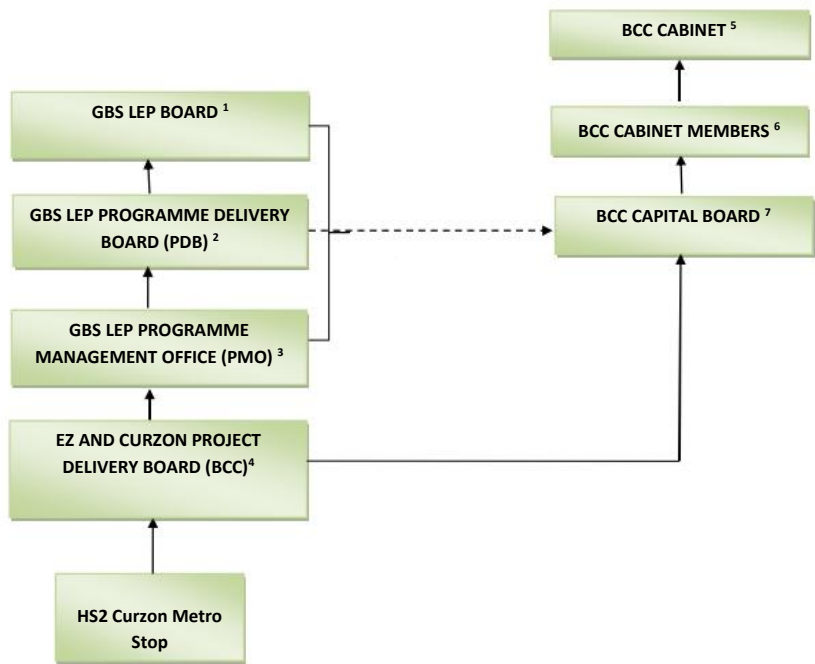 BCC CABINET 5
GBS LEP BOARD 1
BCC CABINET MEMBERS 6
GBS LEP PROGRAMME DELIVERY
BOARD (PDB) 2
BCC CAPITAL BOARD 7
GBS LEP PROGRAMME
MANAGEMENT OFFICE (PMO) 3
EZ AND CURZON PROJECT
DELIVERY BOARD (BCC)4
HS2 Curzon Metro
Stop